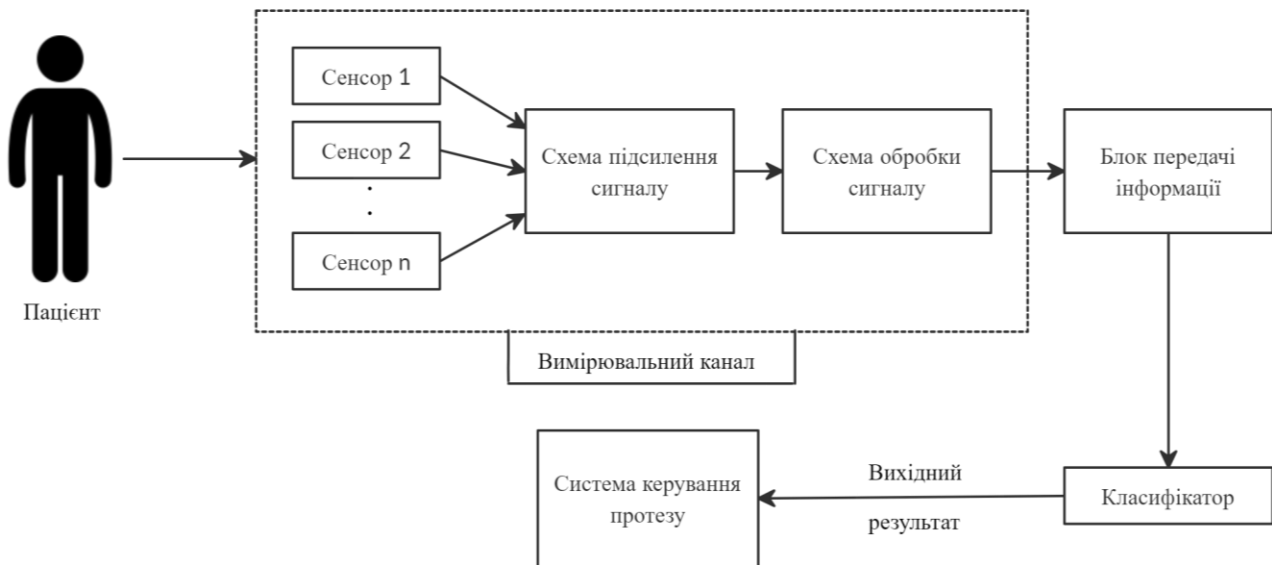 Пацієнт
Сенсор 1
Сенсор 2
.
.
Сенсор n
Схема підсилення
сигналу
Схема обробки
сигналу
Вимірювальний канал
Блок передачі
інформації
Класифікатор
Вихідний
результат
Система керування
протезу